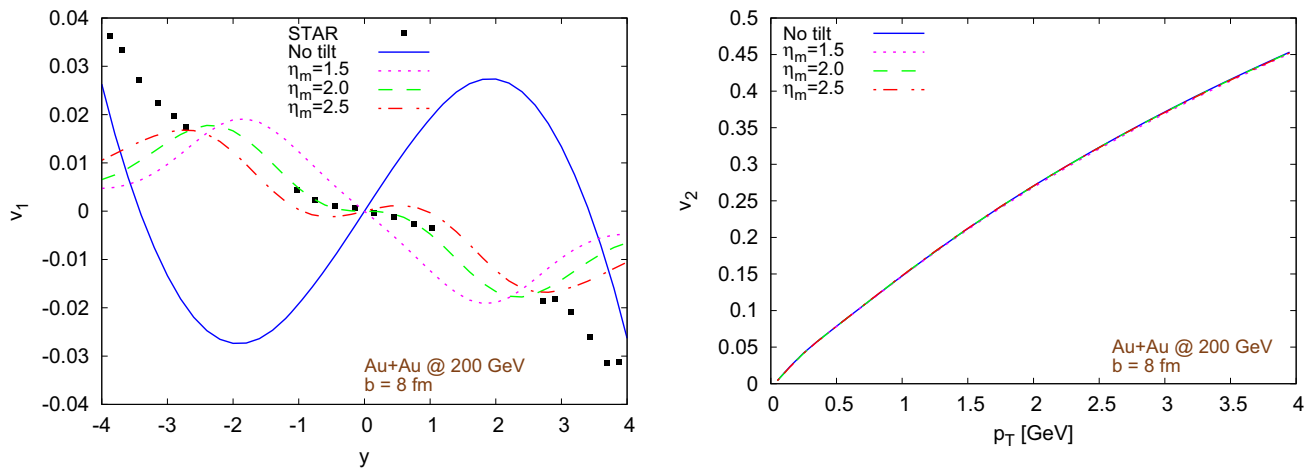 0.04
0.03
0.02
0.01
0
-0.01
-0.02
-0.03
-0.04
v1
STAR
No tilt
ηm=1.5
ηm=2.0
ηm=2.5
Au+Au @ 200 GeV
b = 8 fm
-4 -3 -2 -1 0 1 2 3 4
y
0.5
0.45
0.4
0.35
0.3
0.25
0.2
0.15
0.1
0.05
0
v2
No tilt
ηm=1.5
ηm=2.0
ηm=2.5
Au+Au @ 200 GeV
b = 8 fm
0 0.5 1 1.5 2 2.5 3 3.5 4
pT [GeV]